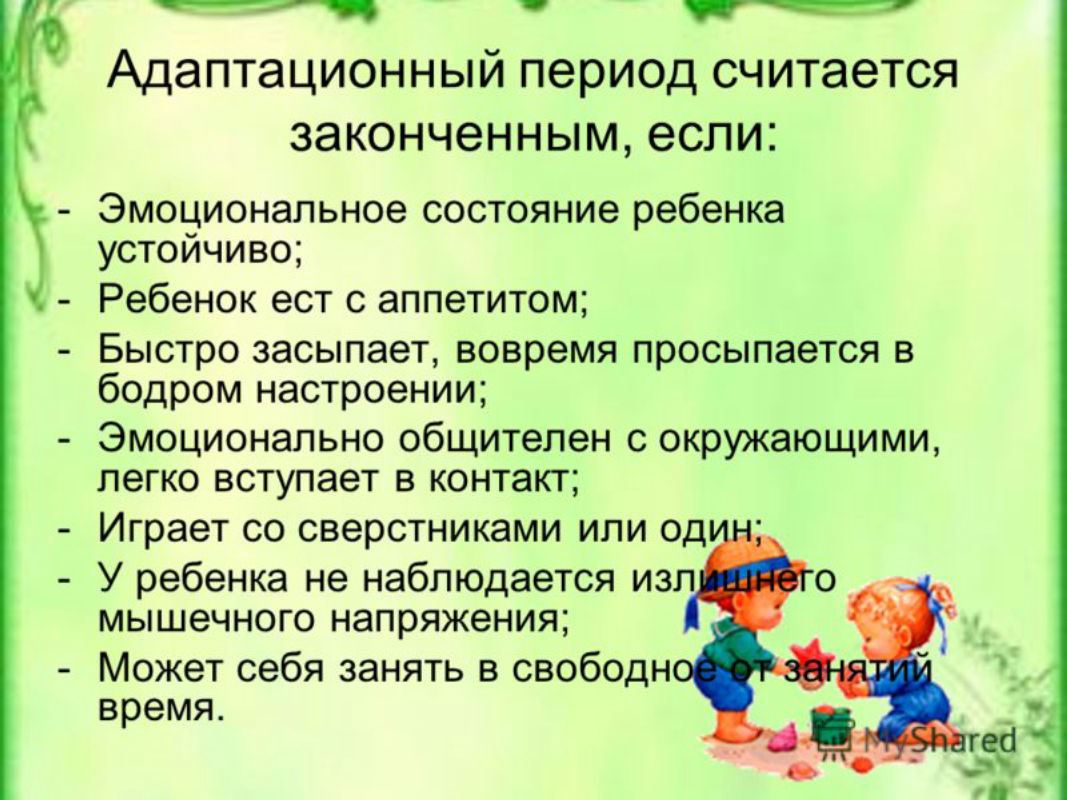 Адаптационный период считается
законченным, если:
- Эмоциональное состояние ребенка
устойчиво;
- Ребенок ест с аппетитом;
- Быстро засыпает, вовремя просыпается в
бодром настроении;
- Эмоционально общителен с окружающими,
легко вступает в контакт;
- Играет со сверстниками или один;
- У ребенка не наблюдается излишнего
мышечного напряжения;
- Может себя занять в свободное от занятий
время.
MyShared